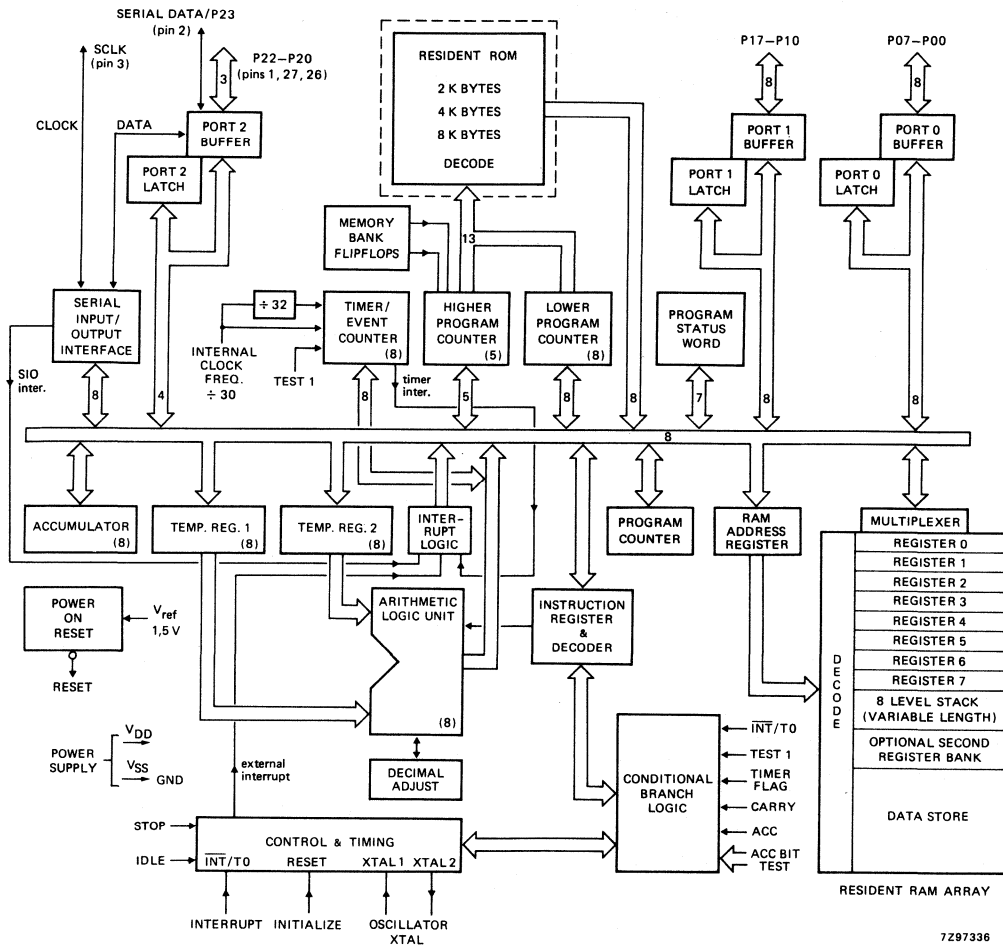 SERIAL DATA/P23
(pin 2)
SCLK
(pin 3)
P22–P20
(pins 1, 27, 26)
3
CLOCK
DATA
PORT 2
BUFFER
PORT 2
LATCH
RESIDENT ROM
2 K BYTES
4 K BYTES
8 K BYTES
DECODE
P17–P10
8
PORT 1
BUFFER
PORT 1
LATCH
P07–P00
8
PORT 0
BUFFER
PORT 0
LATCH
MEMORY
BANK
FLIPFLOPS
13
SERIAL
INPUT/
OUTPUT
INTERFACE
÷ 32
INTERNAL
CLOCK
FREQ.
÷ 30
TEST 1
TIMER/
EVENT
COUNTER
(8)
HIGHER
PROGRAM
COUNTER
(5)
LOWER
PROGRAM
COUNTER
(8)
PROGRAM
STATUS
WORD
SIO
inter.
timer
inter.
8
4
8
5
8
8
7
8
8
8
ACCUMULATOR
(8)
TEMP. REG. 1
(8)
TEMP. REG. 2
(8)
INTER–
RUPT
LOGIC
PROGRAM
COUNTER
RAM
ADDRESS
REGISTER
MULTIPLEXER
REGISTER 0
REGISTER 1
REGISTER 2
REGISTER 3
REGISTER 4
REGISTER 5
REGISTER 6
REGISTER 7
8 LEVEL STACK
(VARIABLE LENGTH)
OPTIONAL SECOND
REGISTER BANK
DATA STORE
DECODE
RESIDENT RAM ARRAY
POWER
ON
RESET
Vref
1,5 V
RESET
ARITHMETIC
LOGIC UNIT
(8)
INSTRUCTION
REGISTER
&
DECODER
POWER
SUPPLY
VDD
VSS
GND
external
interrupt
DECIMAL
ADJUST
CONDITIONAL
BRANCH
LOGIC
I̅N̅T̅/T0
TEST 1
TIMER
FLAG
CARRY
ACC
ACC BIT
TEST
STOP
IDLE
CONTROL & TIMING
I̅N̅T̅/T0
RESET
XTAL 1
XTAL 2
INTERRUPT
INITIALIZE
OSCILLATOR
XTAL
7Z97336